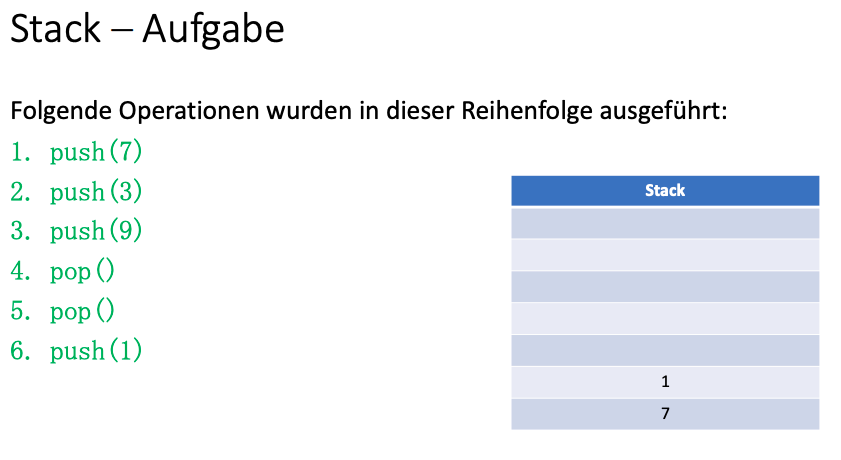 Stack – Aufgabe
Folgende Operationen wurden in dieser Reihenfolge ausgeführt:
1. push(7)
2. push(3)
3. push(9)
4. pop()
5. pop()
6. push(1)
Stack
1
7